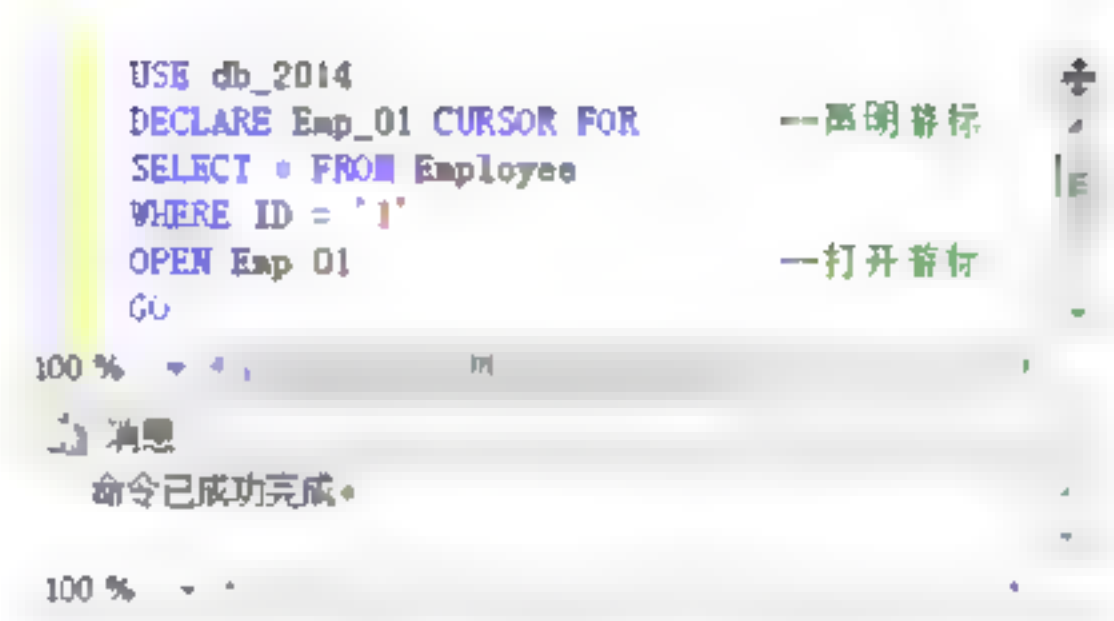 USE db_2014
DECLARE Emp_01 CURSOR FOR --声明游标
SELECT * FROM Employee
WHERE ID = '1'
OPEN Emp_01 --打开游标
GO
100 %
消息
命令已成功完成。
100 %